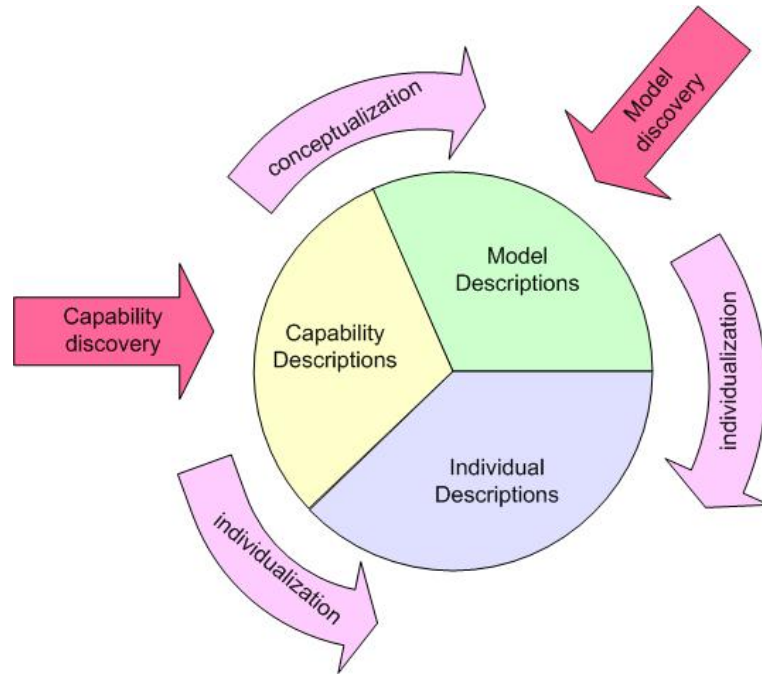 conceptualization
Model
discovery
Model
Descriptions
Capability
discovery
Capability
Descriptions
individualization
Individual
Descriptions
individualization